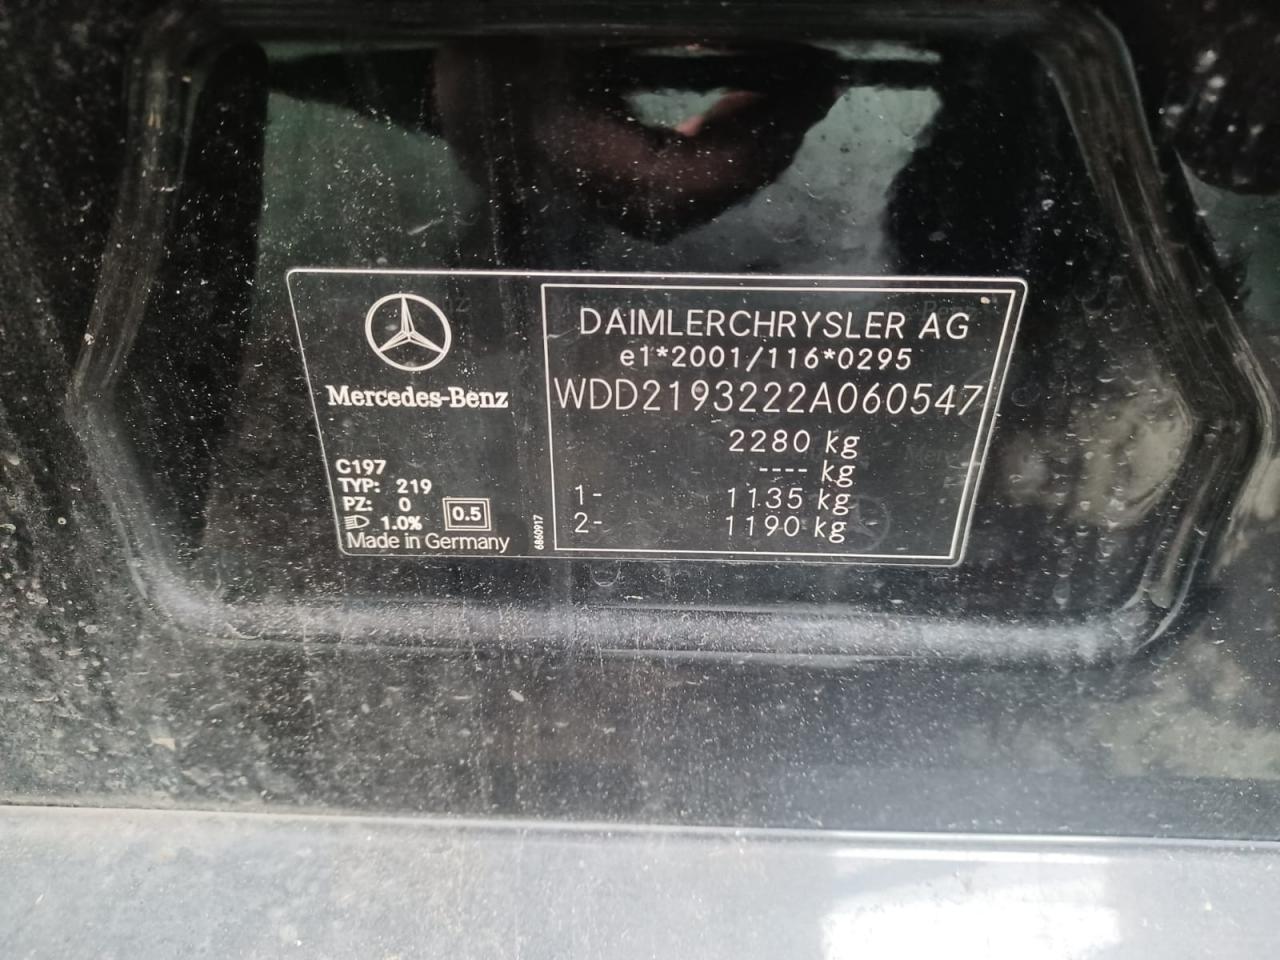 Mercedes-Benz
C197
TYP: 219
PZ: 0
1.0%
0.5
Made in Germany
6860917
DAIMLERCHRYSLER AG
e1*2001/116*0295
WDD2193222A060547
2280 kg
---- kg
1- 1135 kg
2- 1190 kg